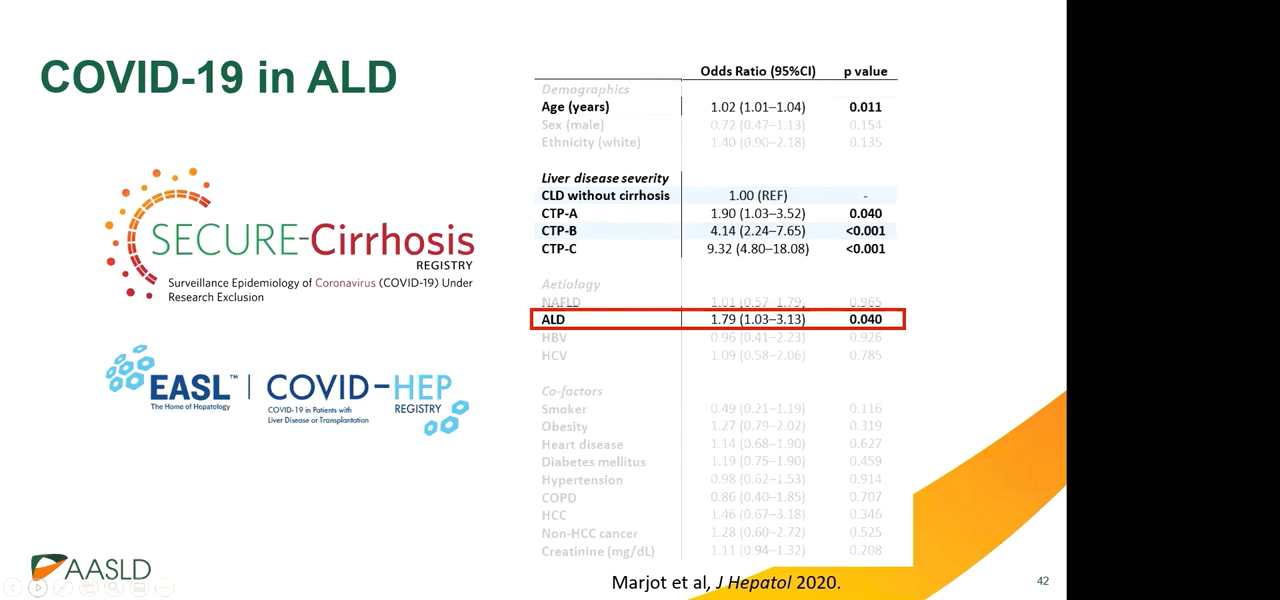 COVID-19 in ALD
SECURE-Cirrhosis
REGISTRY
Surveillance Epidemiology of Coronavirus (COVID-19) Under
Research Exclusion
EASL™ | COVID-HEP
The Home of Hepatology
COVID-19 in Patients with
Liver Disease or Transplantation
REGISTRY
Odds Ratio (95%CI) p value
Demographics
Age (years) 1.02 (1.01–1.04) 0.011
Sex (male) 0.72 (0.47–1.13) 0.154
Ethnicity (white) 1.40 (0.90–2.18) 0.135
Liver disease severity
CLD without cirrhosis 1.00 (REF) -
CTP-A 1.90 (1.03–3.52) 0.040
CTP-B 4.14 (2.24–7.65) <0.001
CTP-C 9.32 (4.80–18.08) <0.001
Aetiology
NAFLD 1.01 (0.57–1.79) 0.965
ALD 1.79 (1.03–3.13) 0.040
HBV 0.96 (0.41–2.23) 0.926
HCV 1.09 (0.58–2.06) 0.785
Co-factors
Smoker 0.49 (0.21–1.19) 0.116
Obesity 1.27 (0.79–2.02) 0.319
Heart disease 1.14 (0.68–1.90) 0.627
Diabetes mellitus 1.19 (0.75–1.90) 0.459
Hypertension 0.98 (0.62–1.53) 0.914
COPD 0.86 (0.40–1.85) 0.707
HCC 1.46 (0.67–3.18) 0.346
Non-HCC cancer 1.28 (0.60–2.72) 0.525
Creatinine (mg/dL) 1.11 (0.94–1.32) 0.208
AASLD
Marjot et al, J Hepatol 2020.
42